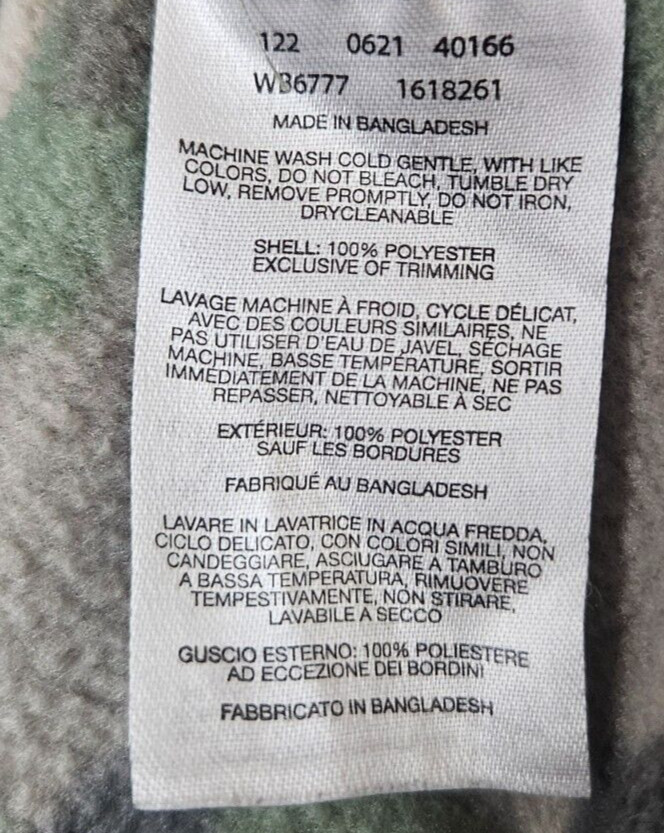 122 0621 40166
WB6777 1618261
MADE IN BANGLADESH
MACHINE WASH COLD GENTLE, WITH LIKE
COLORS, DO NOT BLEACH, TUMBLE DRY
LOW, REMOVE PROMPTLY, DO NOT IRON,
DRYCLEANABLE
SHELL: 100% POLYESTER
EXCLUSIVE OF TRIMMING
LAVAGE MACHINE À FROID, CYCLE DÉLICAT,
AVEC DES COULEURS SIMILAIRES, NE
PAS UTILISER D'EAU DE JAVEL, SÉCHAGE
MACHINE, BASSE TEMPÉRATURE, SORTIR
IMMEDIATEMENT DE LA MACHINE, NE PAS
REPASSER, NETTOYABLE À SEC
EXTÉRIEUR: 100% POLYESTER
SAUF LES BORDURES
FABRIQUÉ AU BANGLADESH
LAVARE IN LAVATRICE IN ACQUA FREDDA,
CICLO DELICATO, CON COLORI SIMILI, NON
CANDEGGIARE, ASCIUGARE A TAMBURO
A BASSA TEMPERATURA, RIMUOVERE
TEMPESTIVAMENTE, NON STIRARE,
LAVABILE A SECCO
GUSCIO ESTERNO: 100% POLIESTERE
AD ECCEZIONE DEI BORDINI
FABBRICATO IN BANGLADESH